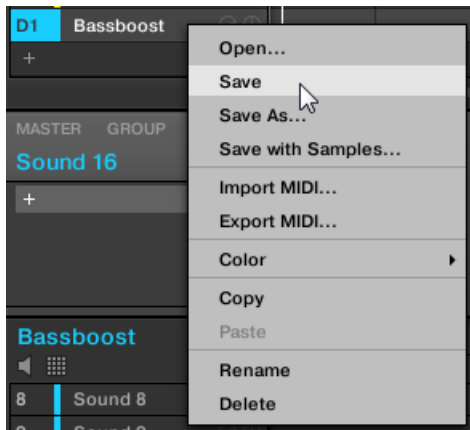 D1 Bassboost
+
MASTER GROUP
Sound 16
+
Bassboost
8 Sound 8
Open...
Save
Save As...
Save with Samples...
Import MIDI...
Export MIDI...
Color
Copy
Paste
Rename
Delete